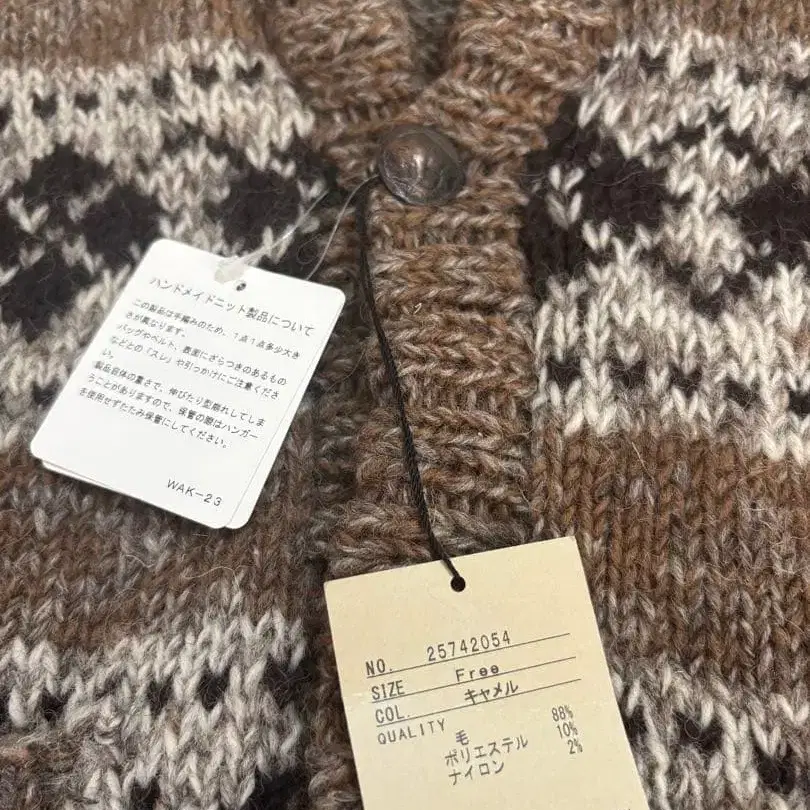 ハンドメイドニット製品について
この製品は手編みのため、1点1点多少大き
さが異なります。
バッグやベルト、表面にざらつきのあるもの
などとの「スレ」や引っかけにご注意くださ
い。
製品自体の重さで、伸びたり型崩れしてしま
うことがありますので、保管の際はハンガー
を使用せずたたみ保管にしてください。
WAK-23
NO. 25742054
SIZE Free
COL. キャメル
QUALITY
毛 88%
ポリエステル 10%
ナイロン 2%